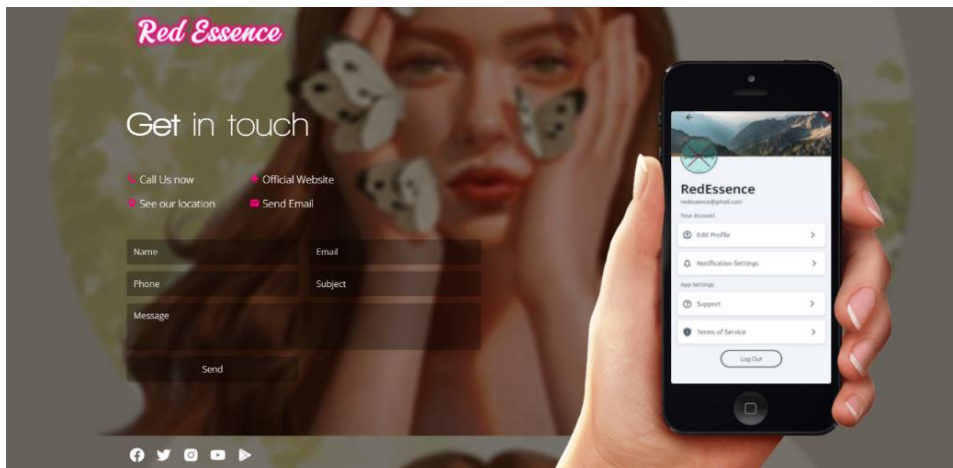 Red Essence
Get in touch
Call Us now
Official Website
See our location
Send Email
Name
Email
Phone
Subject
Message
Send
RedEssence
redessence@gmail.com
Your Account
Edit Profile
Notification Settings
App Settings
Support
Terms of Service
Log Out